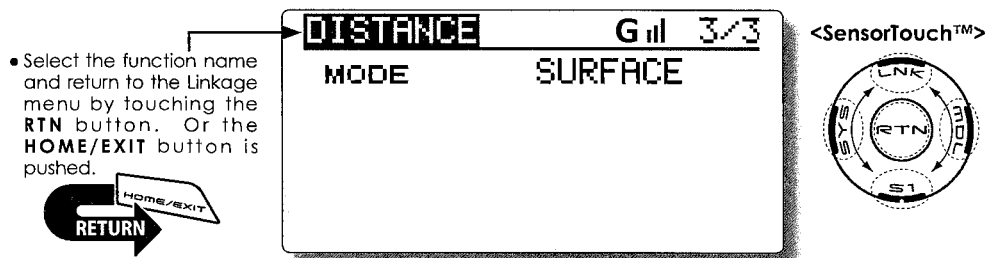 • Select the function name
and return to the Linkage
menu by touching the
RTN button. Or the
HOME/EXIT button is
pushed.
HOME/EXIT
RETURN
DISTANCE G 3/3
MODE SURFACE
<SensorTouch™>
LNK
SYS RTN MDL
S1